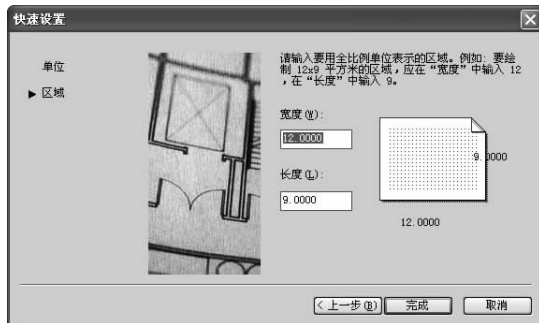 快速设置
单位
▶ 区域
请输入要用全比例单位表示的区域。例如: 要绘
制 12x9 平方米的区域，应在“宽度”中输入 12
，在“长度”中输入 9。
宽度(W):
12.0000
长度(L):
9.0000
9.0000
12.0000
< 上一步(B)
完成
取消